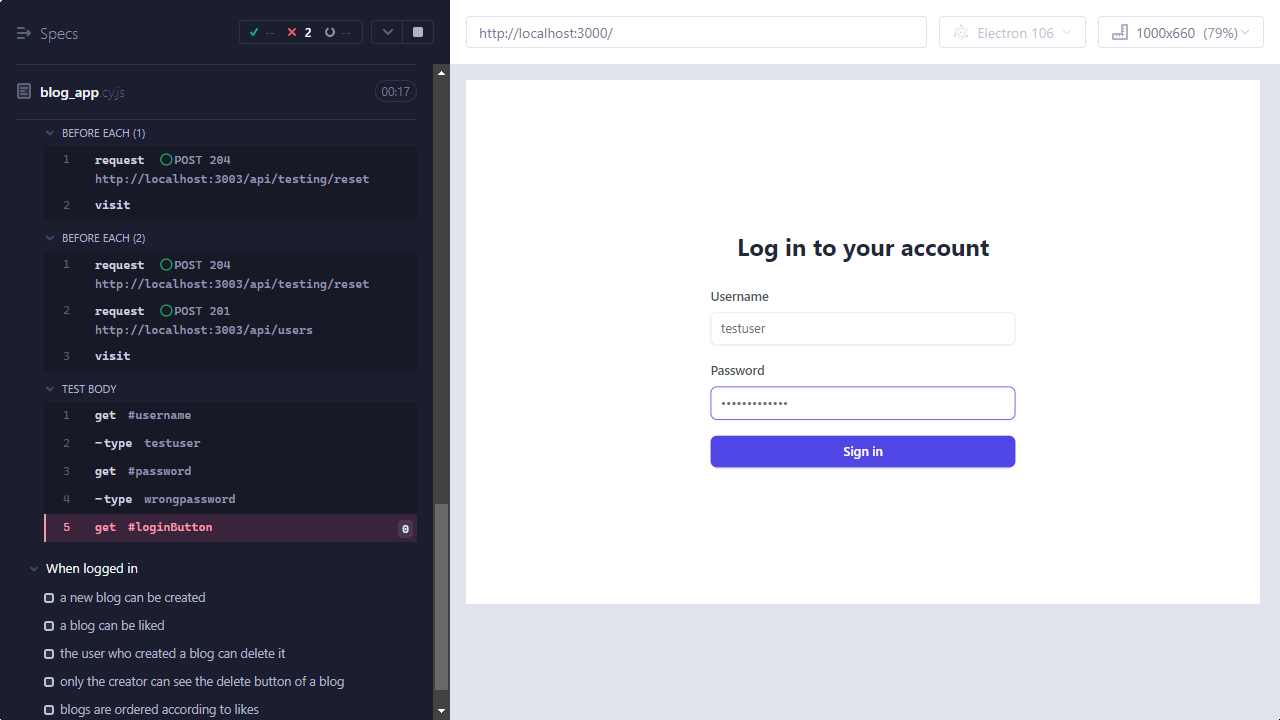 Specs
-- 2 --
blog_app.cy.js
00:17
BEFORE EACH (1)
1 request POST 204
http://localhost:3003/api/testing/reset
2 visit
BEFORE EACH (2)
1 request POST 204
http://localhost:3003/api/testing/reset
2 request POST 201
http://localhost:3003/api/users
3 visit
TEST BODY
1 get #username
2 -type testuser
3 get #password
4 -type wrongpassword
5 get #loginButton 0
When logged in
a new blog can be created
a blog can be liked
the user who created a blog can delete it
only the creator can see the delete button of a blog
blogs are ordered according to likes
http://localhost:3000/
Electron 106
1000x660 (79%)
Log in to your account
Username
testuser
Password
•••••••••••••
Sign in